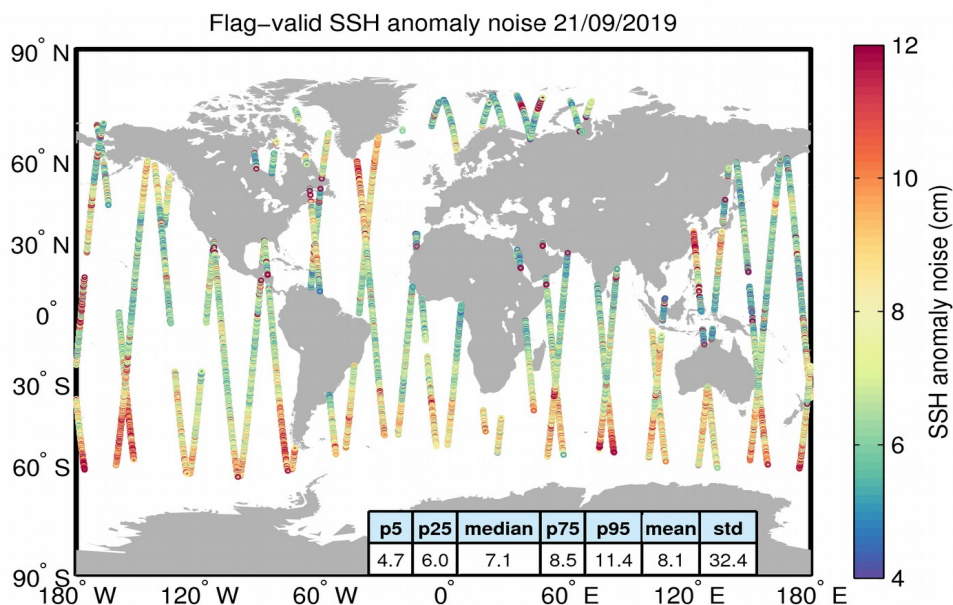 Flag−valid SSH anomaly noise 21/09/2019
90° N
60° N
30° N
0°
30° S
60° S
90° S
180° W
120° W
60° W
0°
60° E
120° E
180° E
p5 p25 median p75 p95 mean std
4.7 6.0 7.1 8.5 11.4 8.1 32.4
12
10
8
6
4
SSH anomaly noise (cm)